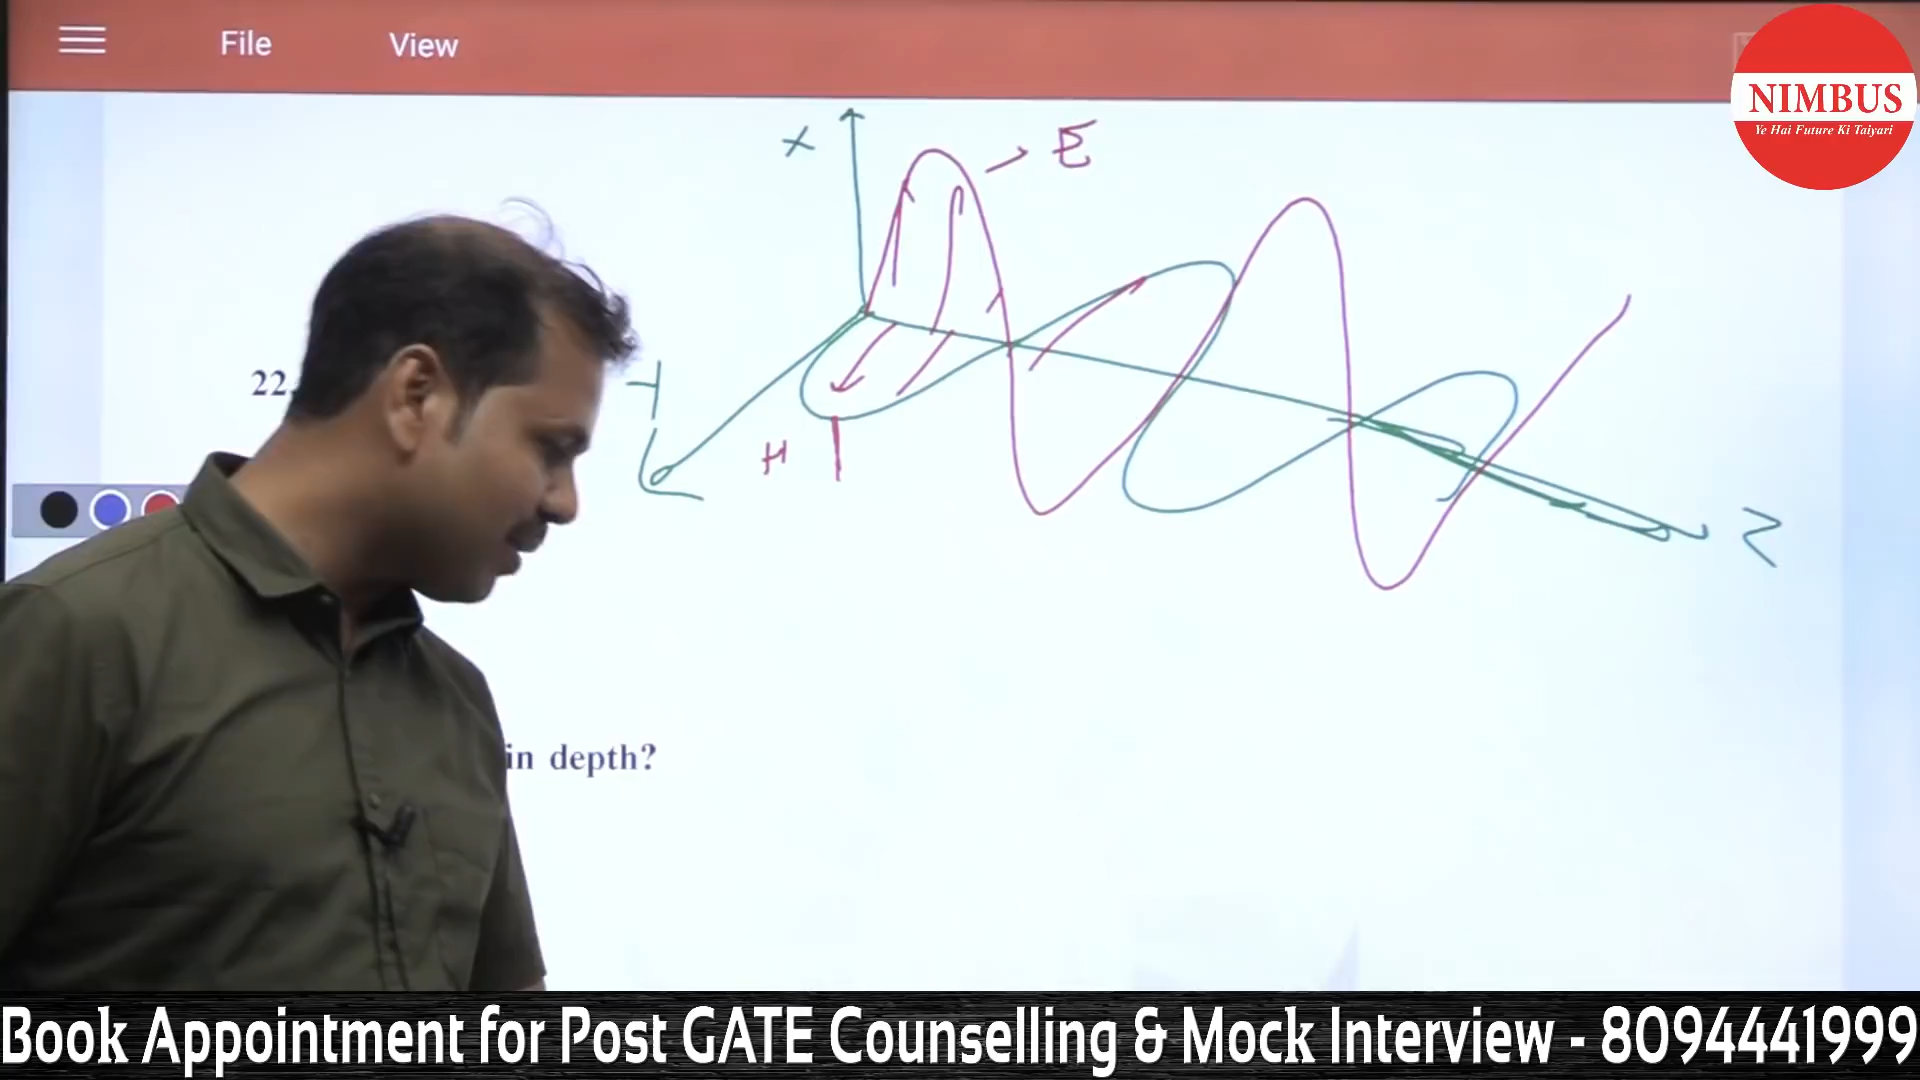 File View
NIMBUS
Ye Hai Future Ki Taiyari
X
E
22.
Y
H
Z
in depth?
Book Appointment for Post GATE Counselling & Mock Interview - 8094441999